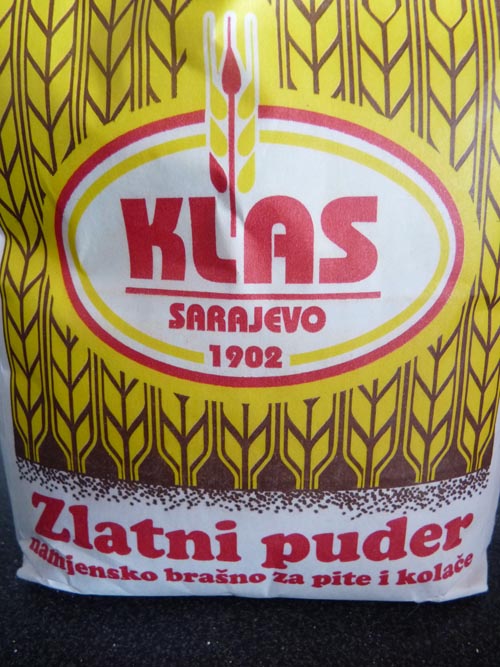 KLAS
SARAJEVO
1902
Zlatni puder
namjensko brašno za pite i kolače